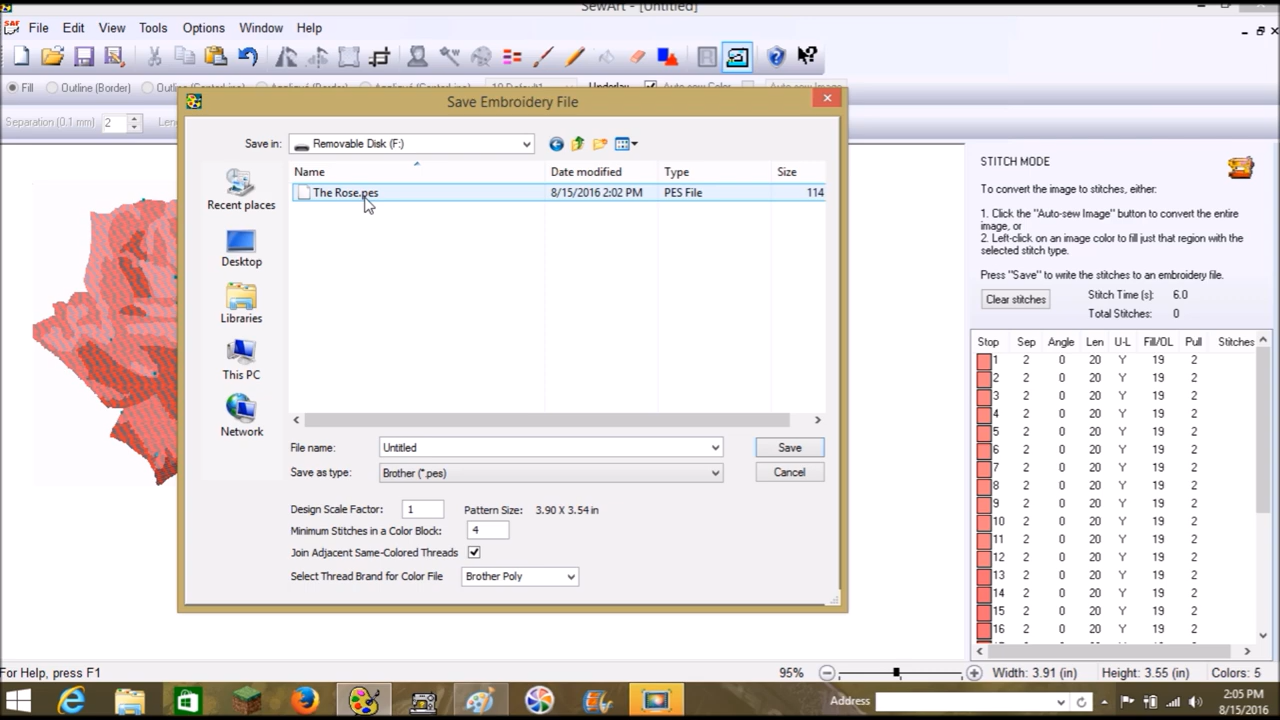 SewArt - [Untitled]
File Edit View Tools Options Window Help
Fill Outline (Border) Outline (Centerline) Appliqué (Border)
Underlay Auto-sew Color Auto-sew Image
Separation (0.1 mm) 2
Save Embroidery File
Save in: Removable Disk (F:)
Name Date modified Type Size
The Rose.pes 8/15/2016 2:02 PM PES File 114
Recent places
Desktop
Libraries
This PC
Network
File name: Untitled Save
Save as type: Brother (*.pes) Cancel
Design Scale Factor: 1 Pattern Size: 3.90 X 3.54 in
Minimum Stitches in a Color Block: 4
Join Adjacent Same-Colored Threads
Select Thread Brand for Color File Brother Poly
STITCH MODE
To convert the image to stitches, either:
1. Click the "Auto-sew Image" button to convert the entire
image, or
2. Left-click on an image color to fill just that region with the
selected stitch type.
Press "Save" to write the stitches to an embroidery file.
Clear stitches Stitch Time (s): 6.0
Total Stitches: 0
Stop Sep Angle Len U-L Fill/OL Pull Stitches
1 2 0 20 Y 19 2
2 2 0 20 Y 19 2
3 2 0 20 Y 19 2
4 2 0 20 Y 19 2
5 2 0 20 Y 19 2
6 2 0 20 Y 19 2
7 2 0 20 Y 19 2
8 2 0 20 Y 19 2
9 2 0 20 Y 19 2
10 2 0 20 Y 19 2
11 2 0 20 Y 19 2
12 2 0 20 Y 19 2
13 2 0 20 Y 19 2
14 2 0 20 Y 19 2
15 2 0 20 Y 19 2
16 2 0 20 Y 19 2
For Help, press F1 95% Width: 3.91 (in) Height: 3.55 (in) Colors: 5
Address 2:05 PM
8/15/2016